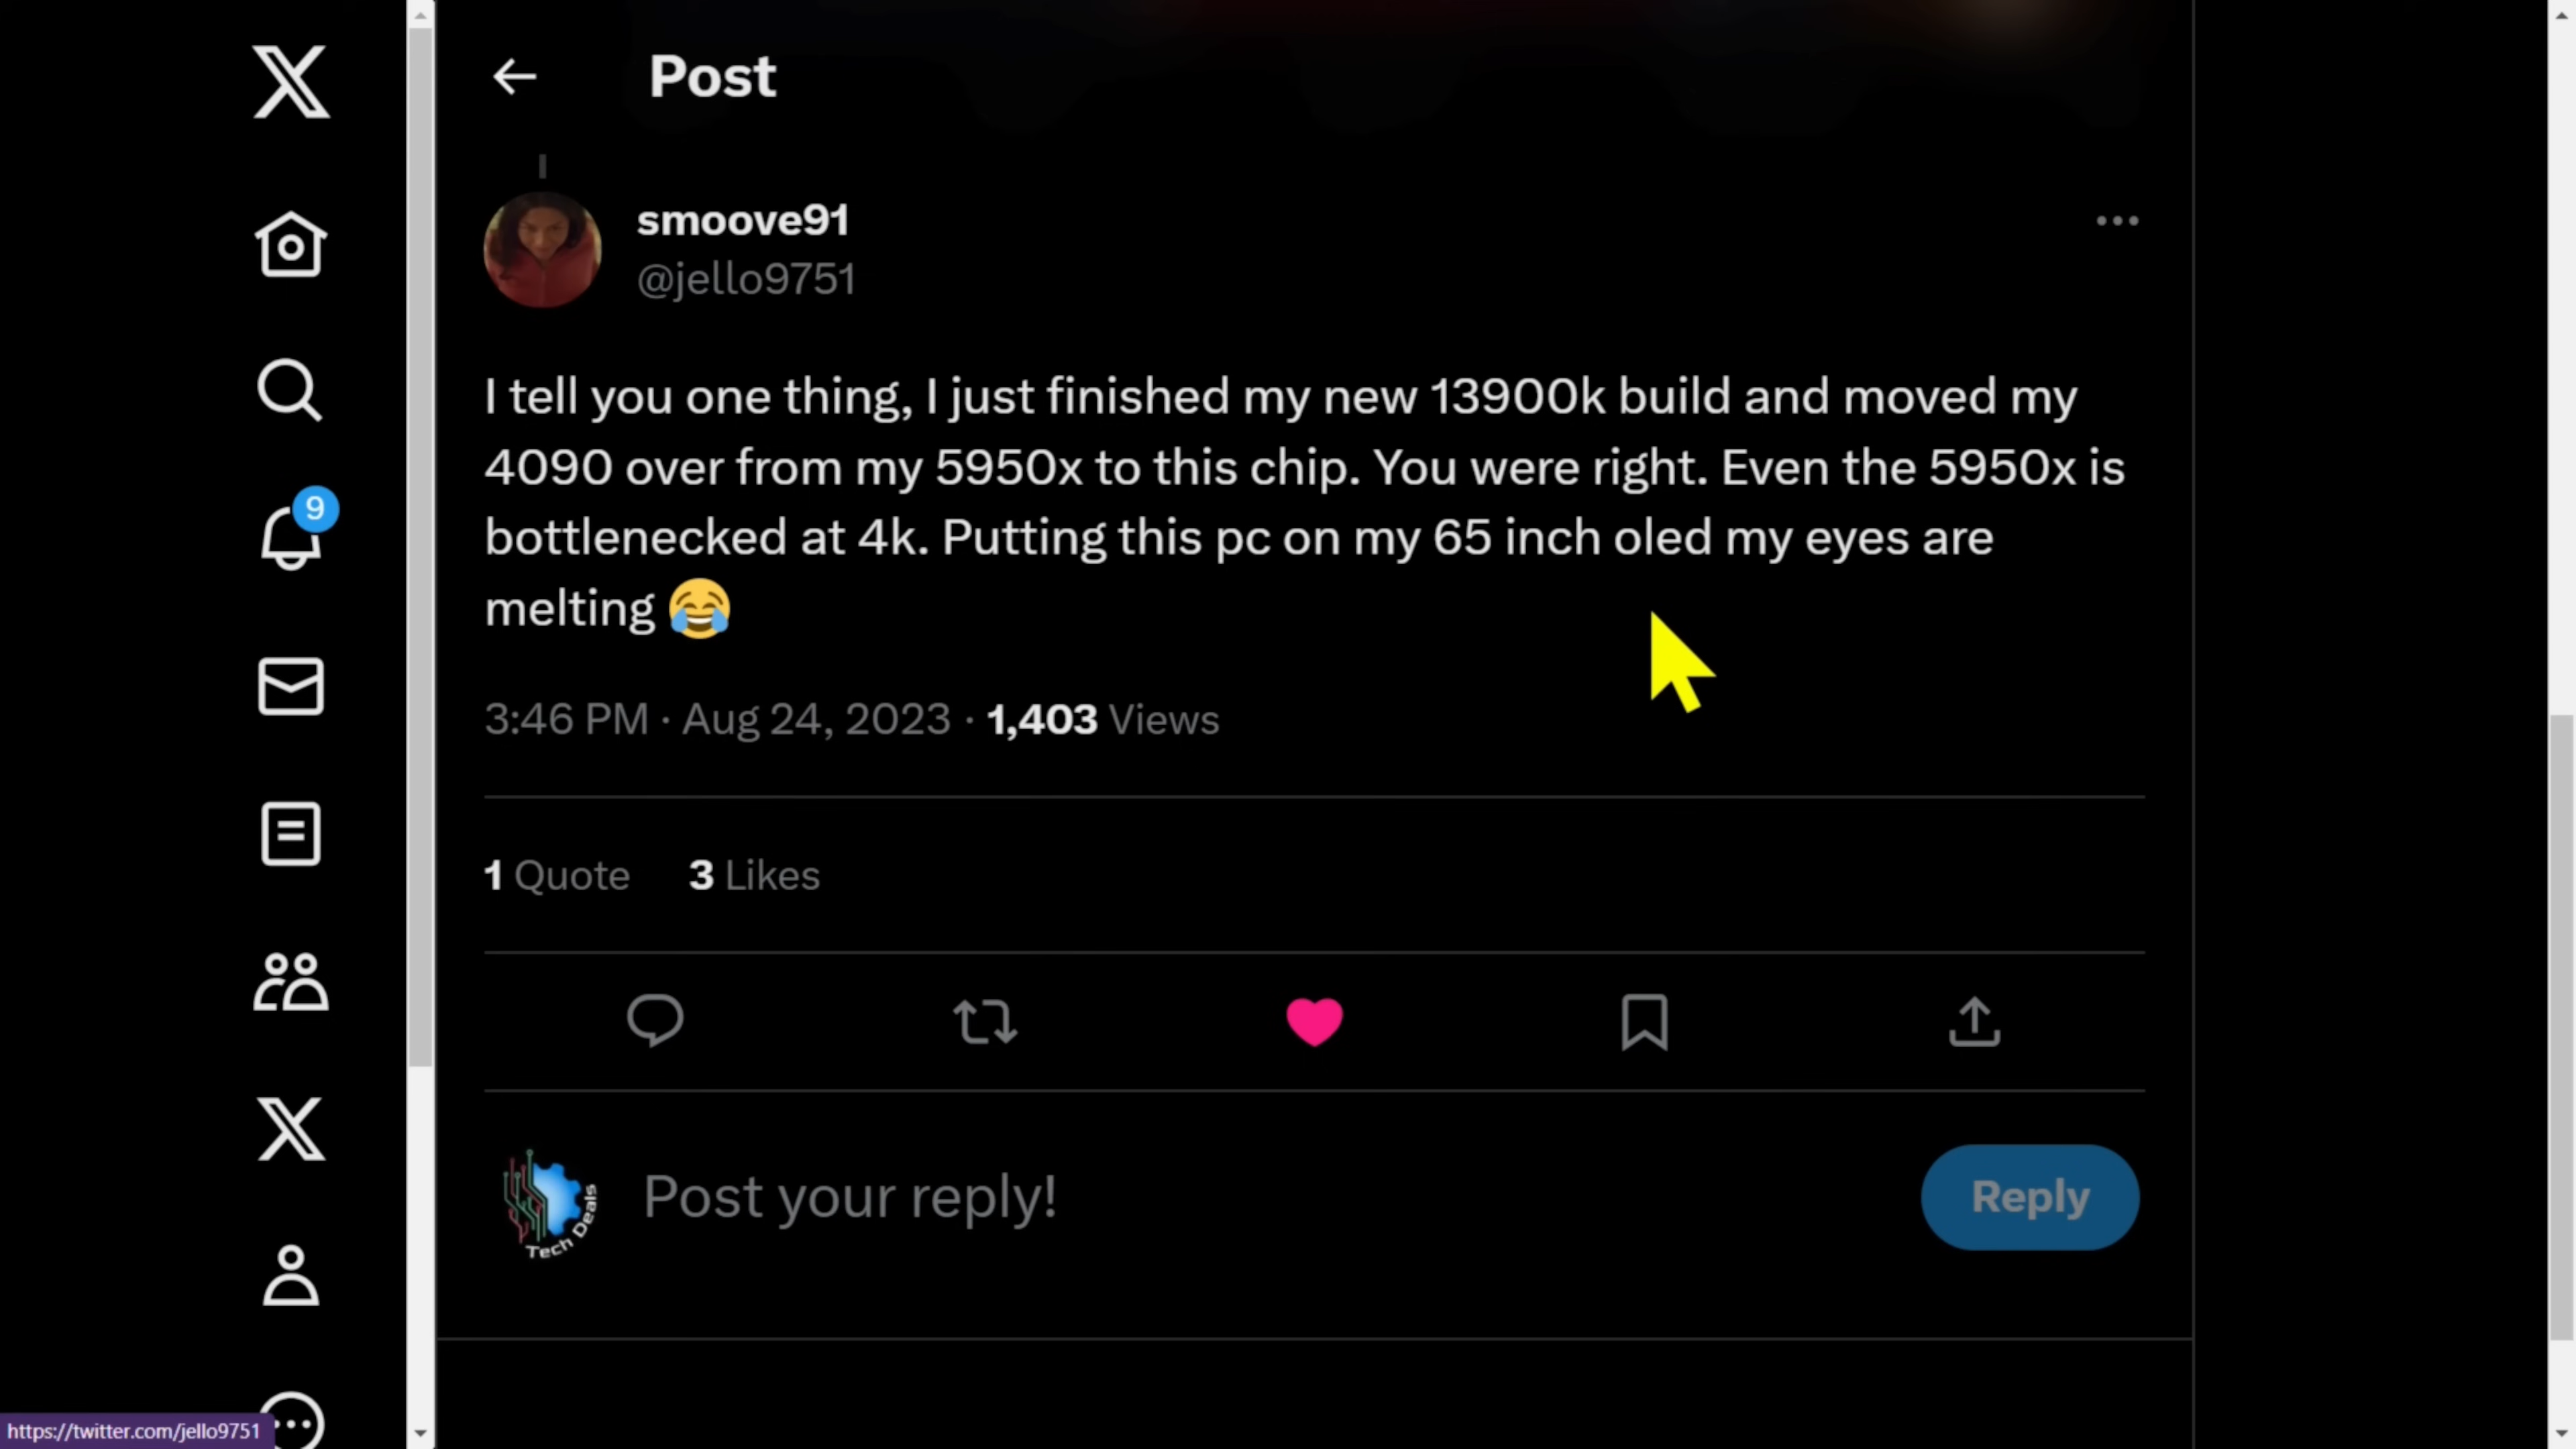 Post
smoove91
@jello9751
I tell you one thing, I just finished my new 13900k build and moved my
4090 over from my 5950x to this chip. You were right. Even the 5950x is
bottlenecked at 4k. Putting this pc on my 65 inch oled my eyes are
melting 😂
3:46 PM · Aug 24, 2023 · 1,403 Views
1 Quote 3 Likes
Tech Deals
Post your reply!
Reply
9
https://twitter.com/jello9751